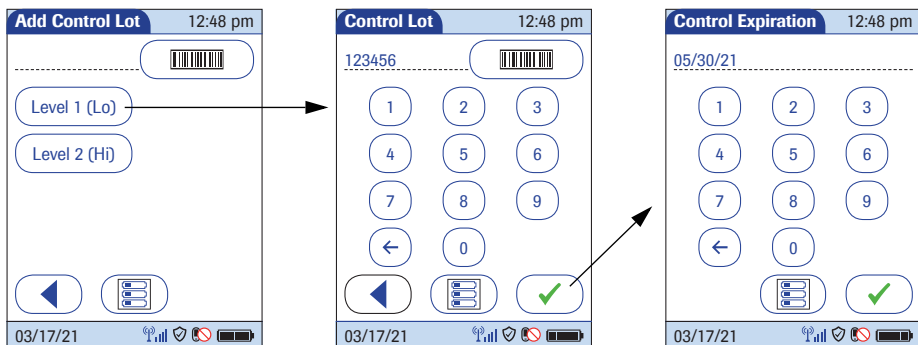 Add Control Lot 12:48 pm
Level 1 (Lo)
Level 2 (Hi)
03/17/21
Control Lot 12:48 pm
123456
1 2 3
4 5 6
7 8 9
0
03/17/21
Control Expiration 12:48 pm
05/30/21
1 2 3
4 5 6
7 8 9
0
03/17/21